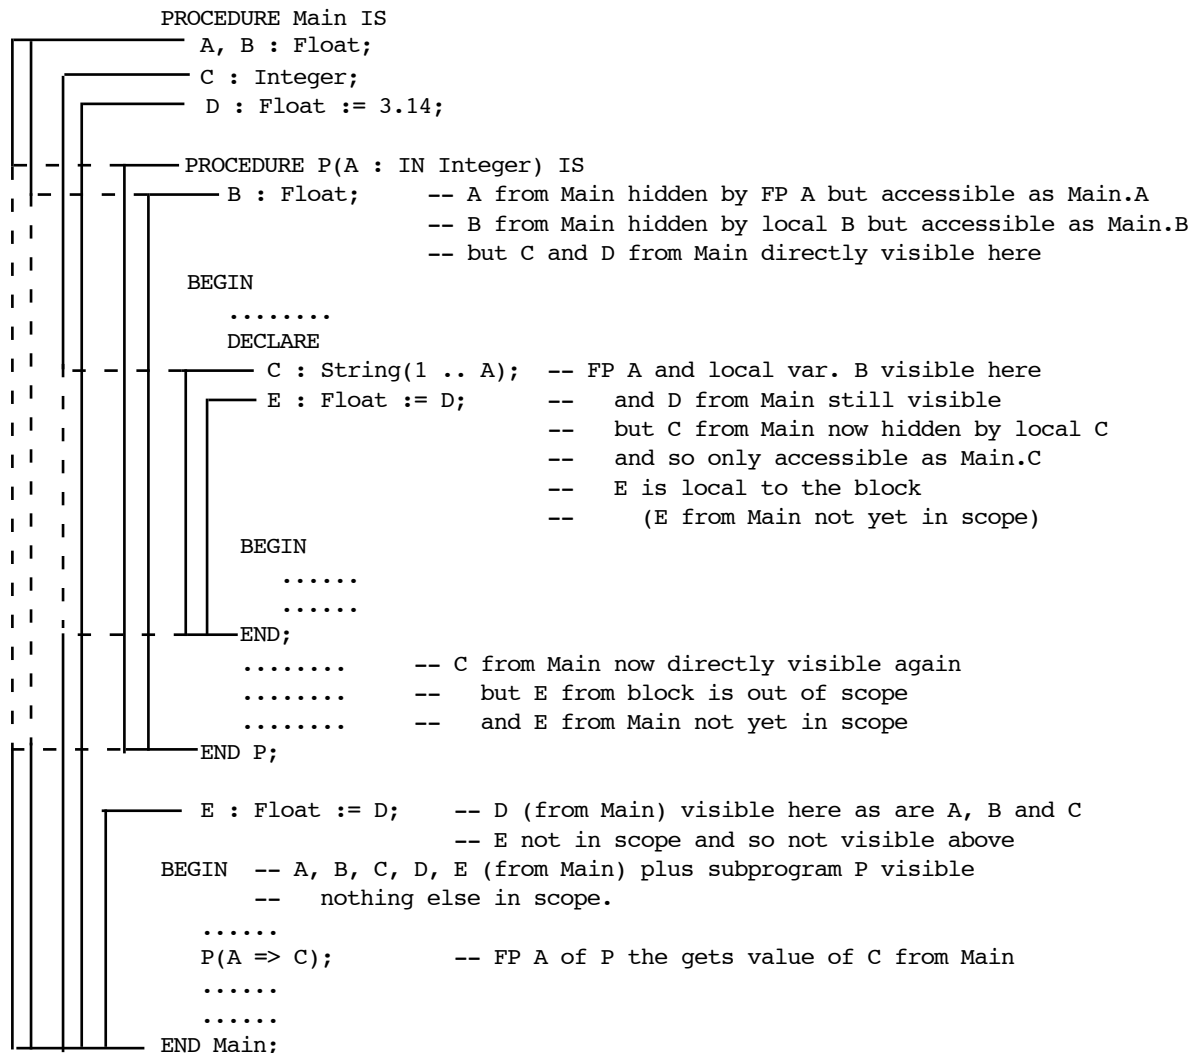 PROCEDURE Main IS
A, B : Float;
C : Integer;
D : Float := 3.14;
PROCEDURE P(A : IN Integer) IS
B : Float; -- A from Main hidden by FP A but accessible as Main.A
-- B from Main hidden by local B but accessible as Main.B
-- but C and D from Main directly visible here
BEGIN
........
DECLARE
C : String(1 .. A); -- FP A and local var. B visible here
E : Float := D; -- and D from Main still visible
-- but C from Main now hidden by local C
-- and so only accessible as Main.C
-- E is local to the block
-- (E from Main not yet in scope)
BEGIN
......
......
END;
........ -- C from Main now directly visible again
........ -- but E from block is out of scope
........ -- and E from Main not yet in scope
END P;
E : Float := D; -- D (from Main) visible here as are A, B and C
-- E not in scope and so not visible above
BEGIN -- A, B, C, D, E (from Main) plus subprogram P visible
-- nothing else in scope.
......
P(A => C); -- FP A of P the gets value of C from Main
......
......
END Main;